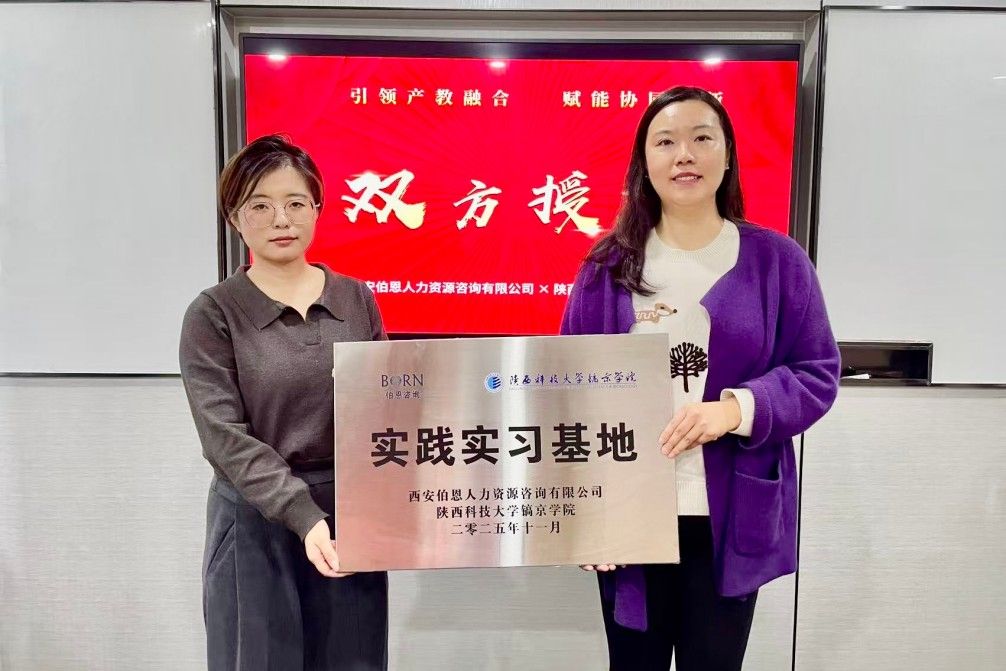 引领产教融合 赋能协同
双方授
安伯恩人力资源咨询有限公司 × 陕
BORN
伯恩咨询
陕西科技大学镐京学院
实践实习基地
西安伯恩人力资源咨询有限公司
陕西科技大学镐京学院
二零二五年十一月